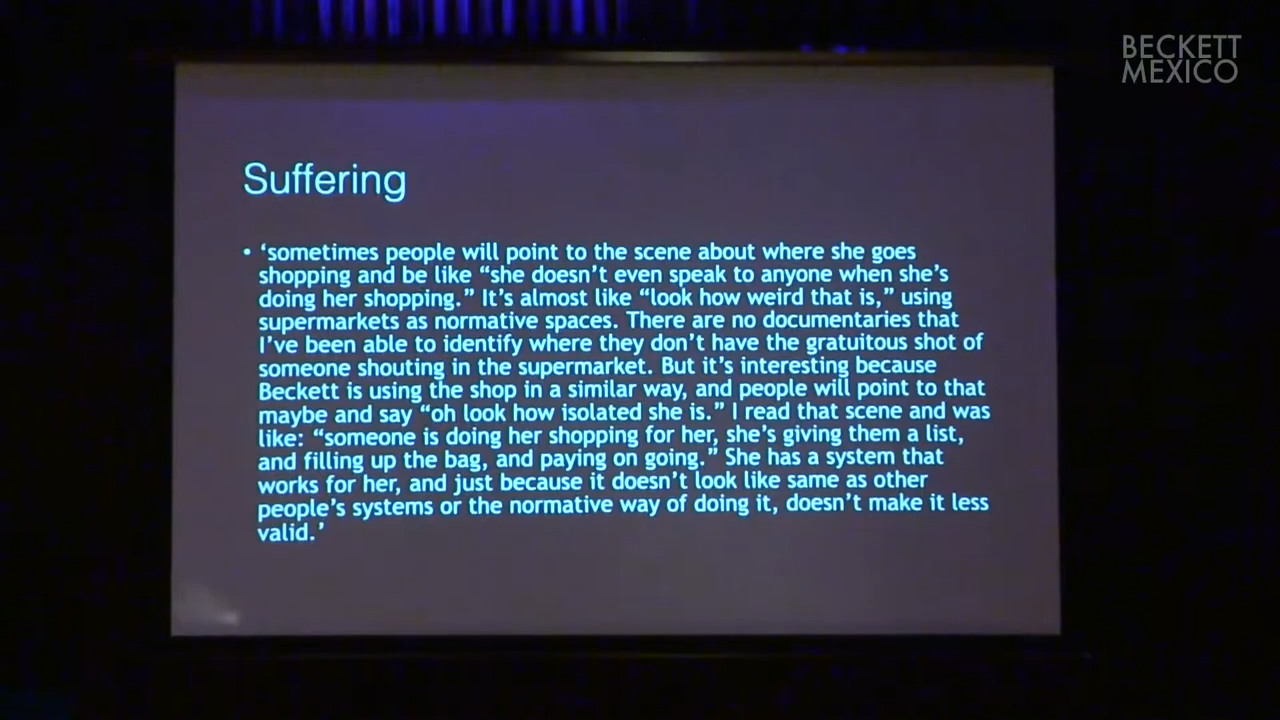 BECKETT
MEXICO
Suffering
• ‘sometimes people will point to the scene about where she goes
shopping and be like “she doesn’t even speak to anyone when she’s
doing her shopping.” It’s almost like “look how weird that is,” using
supermarkets as normative spaces. There are no documentaries that
I’ve been able to identify where they don’t have the gratuitous shot of
someone shouting in the supermarket. But it’s interesting because
Beckett is using the shop in a similar way, and people will point to that
maybe and say “oh look how isolated she is.” I read that scene and was
like: “someone is doing her shopping for her, she’s giving them a list,
and filling up the bag, and paying on going.” She has a system that
works for her, and just because it doesn’t look like same as other
people’s systems or the normative way of doing it, doesn’t make it less
valid.’